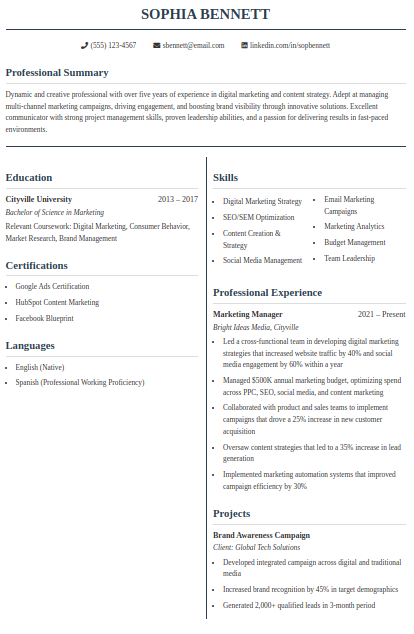 SOPHIA BENNETT
(555) 123-4567 sbennett@email.com linkedin.com/in/sophbennett
Professional Summary
Dynamic and creative professional with over five years of experience in digital marketing and content strategy. Adept at managing
multi-channel marketing campaigns, driving engagement, and boosting brand visibility through innovative solutions. Excellent
communicator with strong project management skills, proven leadership abilities, and a passion for delivering results in fast-paced
environments.
Education
Cityville University 2013 – 2017
Bachelor of Science in Marketing
Relevant Coursework: Digital Marketing, Consumer Behavior,
Market Research, Brand Management
Certifications
• Google Ads Certification
• HubSpot Content Marketing
• Facebook Blueprint
Languages
• English (Native)
• Spanish (Professional Working Proficiency)
Skills
• Digital Marketing Strategy
• SEO/SEM Optimization
• Content Creation &
Strategy
• Social Media Management
• Email Marketing
Campaigns
• Marketing Analytics
• Budget Management
• Team Leadership
Professional Experience
Marketing Manager 2021 – Present
Bright Ideas Media, Cityville
• Led a cross-functional team in developing digital marketing
strategies that increased website traffic by 40% and social
media engagement by 60% within a year
• Managed $500K annual marketing budget, optimizing spend
across PPC, SEO, social media, and content marketing
• Collaborated with product and sales teams to implement
campaigns that drove a 25% increase in new customer
acquisition
• Oversaw content strategies that led to a 35% increase in lead
generation
• Implemented marketing automation systems that improved
campaign efficiency by 30%
Projects
Brand Awareness Campaign
Client: Global Tech Solutions
• Developed integrated campaign across digital and traditional
media
• Increased brand recognition by 45% in target demographics
• Generated 2,000+ qualified leads in 3-month period